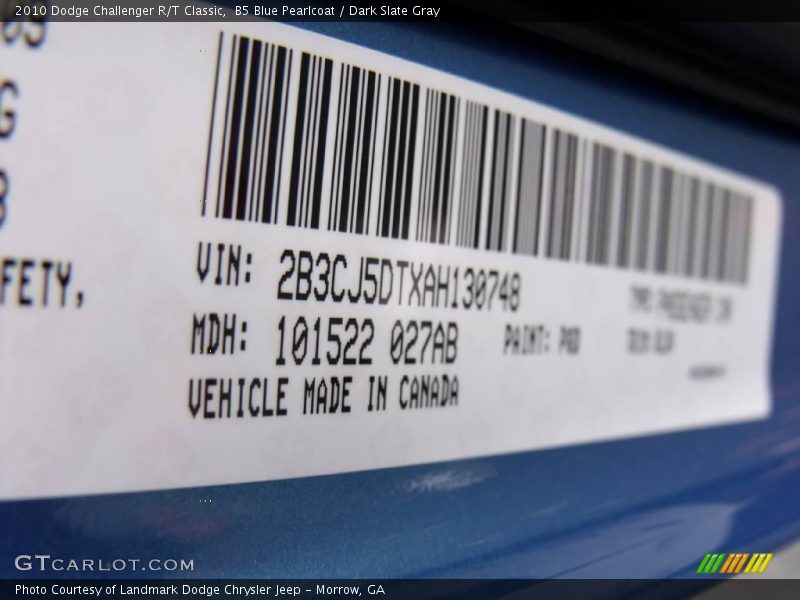 2010 Dodge Challenger R/T Classic, B5 Blue Pearlcoat / Dark Slate Gray
G
FETY,
VIN: 2B3CJ5DTXAH130748
MDH: 101522 027AB
PAINT: PQD
VEHICLE MADE IN CANADA
GTCARLOT.COM
Photo Courtesy of Landmark Dodge Chrysler Jeep - Morrow, GA